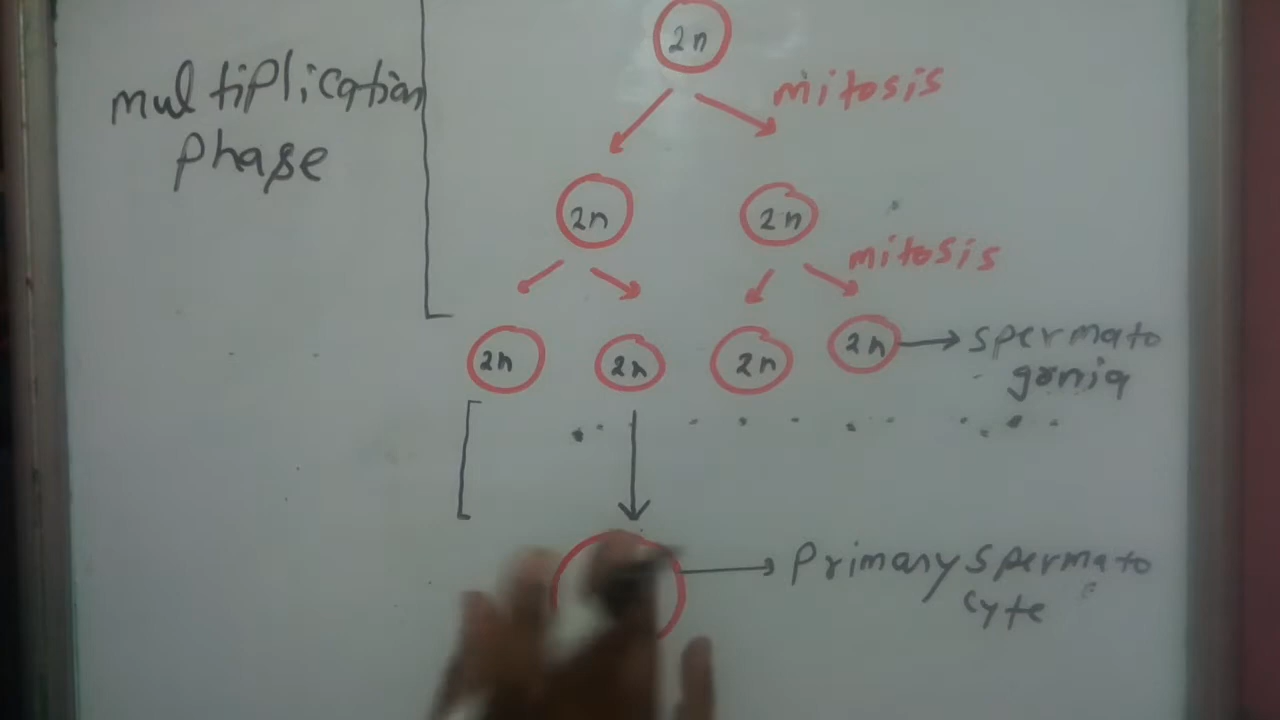 2n
multiplication
phase
mitosis
2n 2n
mitosis
2n 2n 2n 2n
spermato
gonia
Primary spermato
cyte